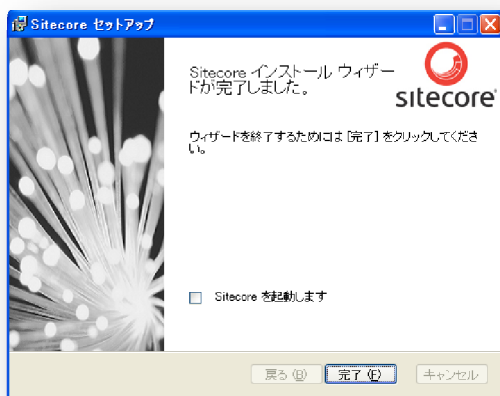 Sitecore セットアップ
Sitecore インストール ウィザー
ドが完了しました。
sitecore
ウィザードを終了するためには [完了] をクリックしてくださ
い。
Sitecore を起動します
戻る (B)
完了 (F)
キャンセル